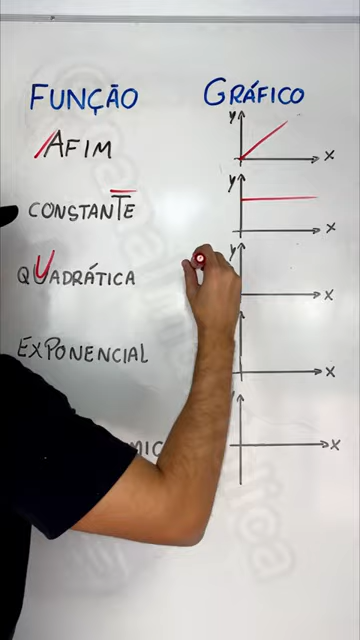 FUNÇÃO GRÁFICO
AFIM y x
CONSTANTE y x
QUADRÁTICA y x
EXPONENCIAL x
x